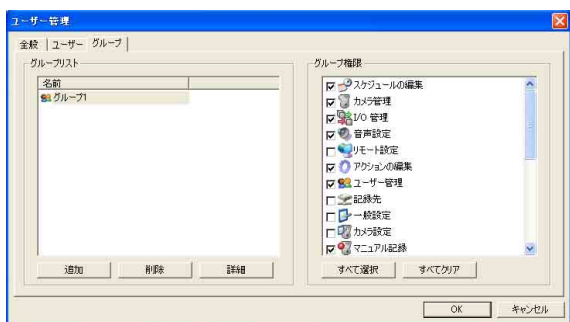 ユーザー管理
全般 ユーザー グループ
グループリスト
名前
グループ1
追加 削除 詳細
グループ権限
スケジュールの編集
カメラ管理
I/O 管理
音声設定
リモート設定
アクションの編集
ユーザー管理
記録先
一般設定
カメラ設定
マニュアル記録
すべて選択 すべてクリア
OK キャンセル